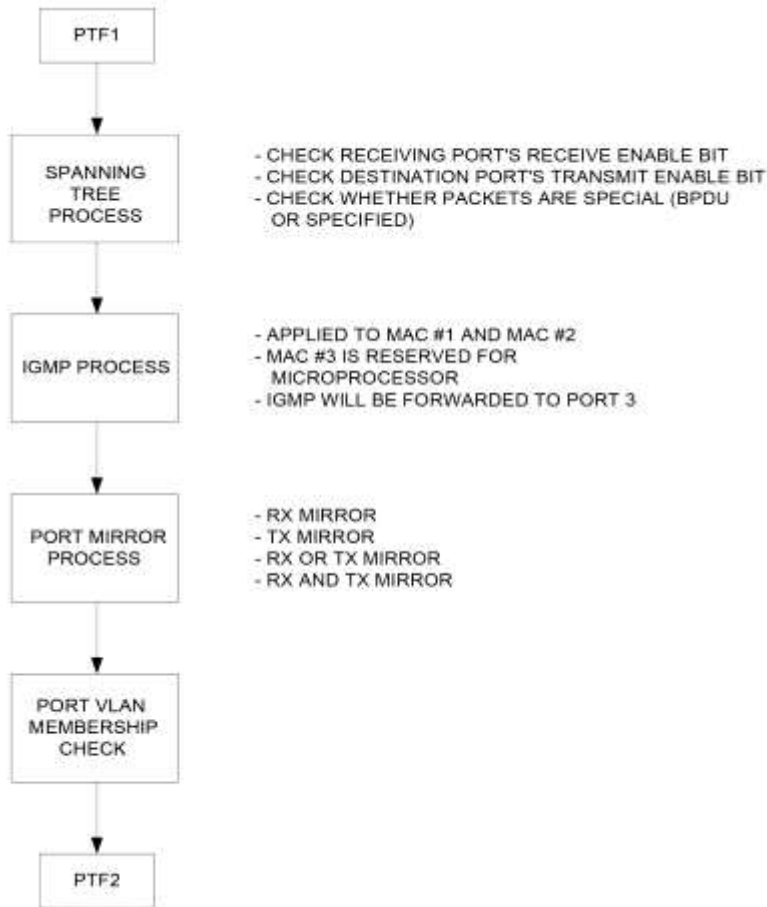 PTF1
SPANNING
TREE
PROCESS
- CHECK RECEIVING PORT'S RECEIVE ENABLE BIT
- CHECK DESTINATION PORT'S TRANSMIT ENABLE BIT
- CHECK WHETHER PACKETS ARE SPECIAL (BPDU
OR SPECIFIED)
IGMP PROCESS
- APPLIED TO MAC #1 AND MAC #2
- MAC #3 IS RESERVED FOR
MICROPROCESSOR
- IGMP WILL BE FORWARDED TO PORT 3
PORT MIRROR
PROCESS
- RX MIRROR
- TX MIRROR
- RX OR TX MIRROR
- RX AND TX MIRROR
PORT VLAN
MEMBERSHIP
CHECK
PTF2